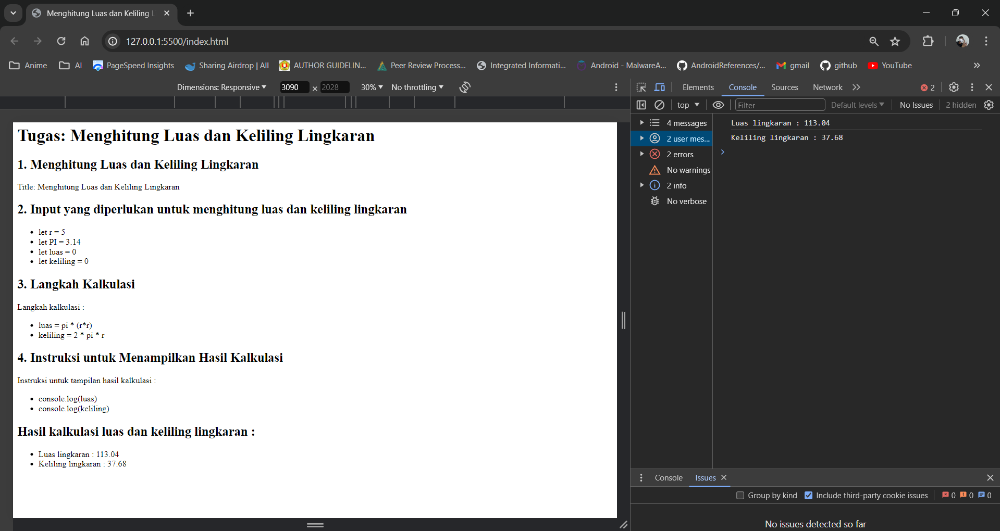 Menghitung Luas dan Keliling L
127.0.0.1:5500/index.html
Anime
AI
PageSpeed Insights
Sharing Airdrop | All
AUTHOR GUIDELIN...
Peer Review Process...
Integrated Informati...
Android - MalwareA...
AndroidReferences/...
gmail
github
YouTube
Dimensions: Responsive
3090
×
2028
30%
No throttling
Elements
Console
Sources
Network
2
top
Filter
Default levels
No Issues
2 hidden
4 messages
2 user mes...
2 errors
No warnings
2 info
No verbose
Luas lingkaran : 113.04
Keliling lingkaran : 37.68
Tugas: Menghitung Luas dan Keliling Lingkaran
1. Menghitung Luas dan Keliling Lingkaran
Title: Menghitung Luas dan Keliling Lingkaran
2. Input yang diperlukan untuk menghitung luas dan keliling lingkaran
• let r = 5
• let PI = 3.14
• let luas = 0
• let keliling = 0
3. Langkah Kalkulasi
Langkah kalkulasi :
• luas = pi * (r*r)
• keliling = 2 * pi * r
4. Instruksi untuk Menampilkan Hasil Kalkulasi
Instruksi untuk tampilan hasil kalkulasi :
• console.log(luas)
• console.log(keliling)
Hasil kalkulasi luas dan keliling lingkaran :
• Luas lingkaran : 113.04
• Keliling lingkaran : 37.68
Console
Issues
Group by kind
Include third-party cookie issues
0
0
0
No issues detected so far